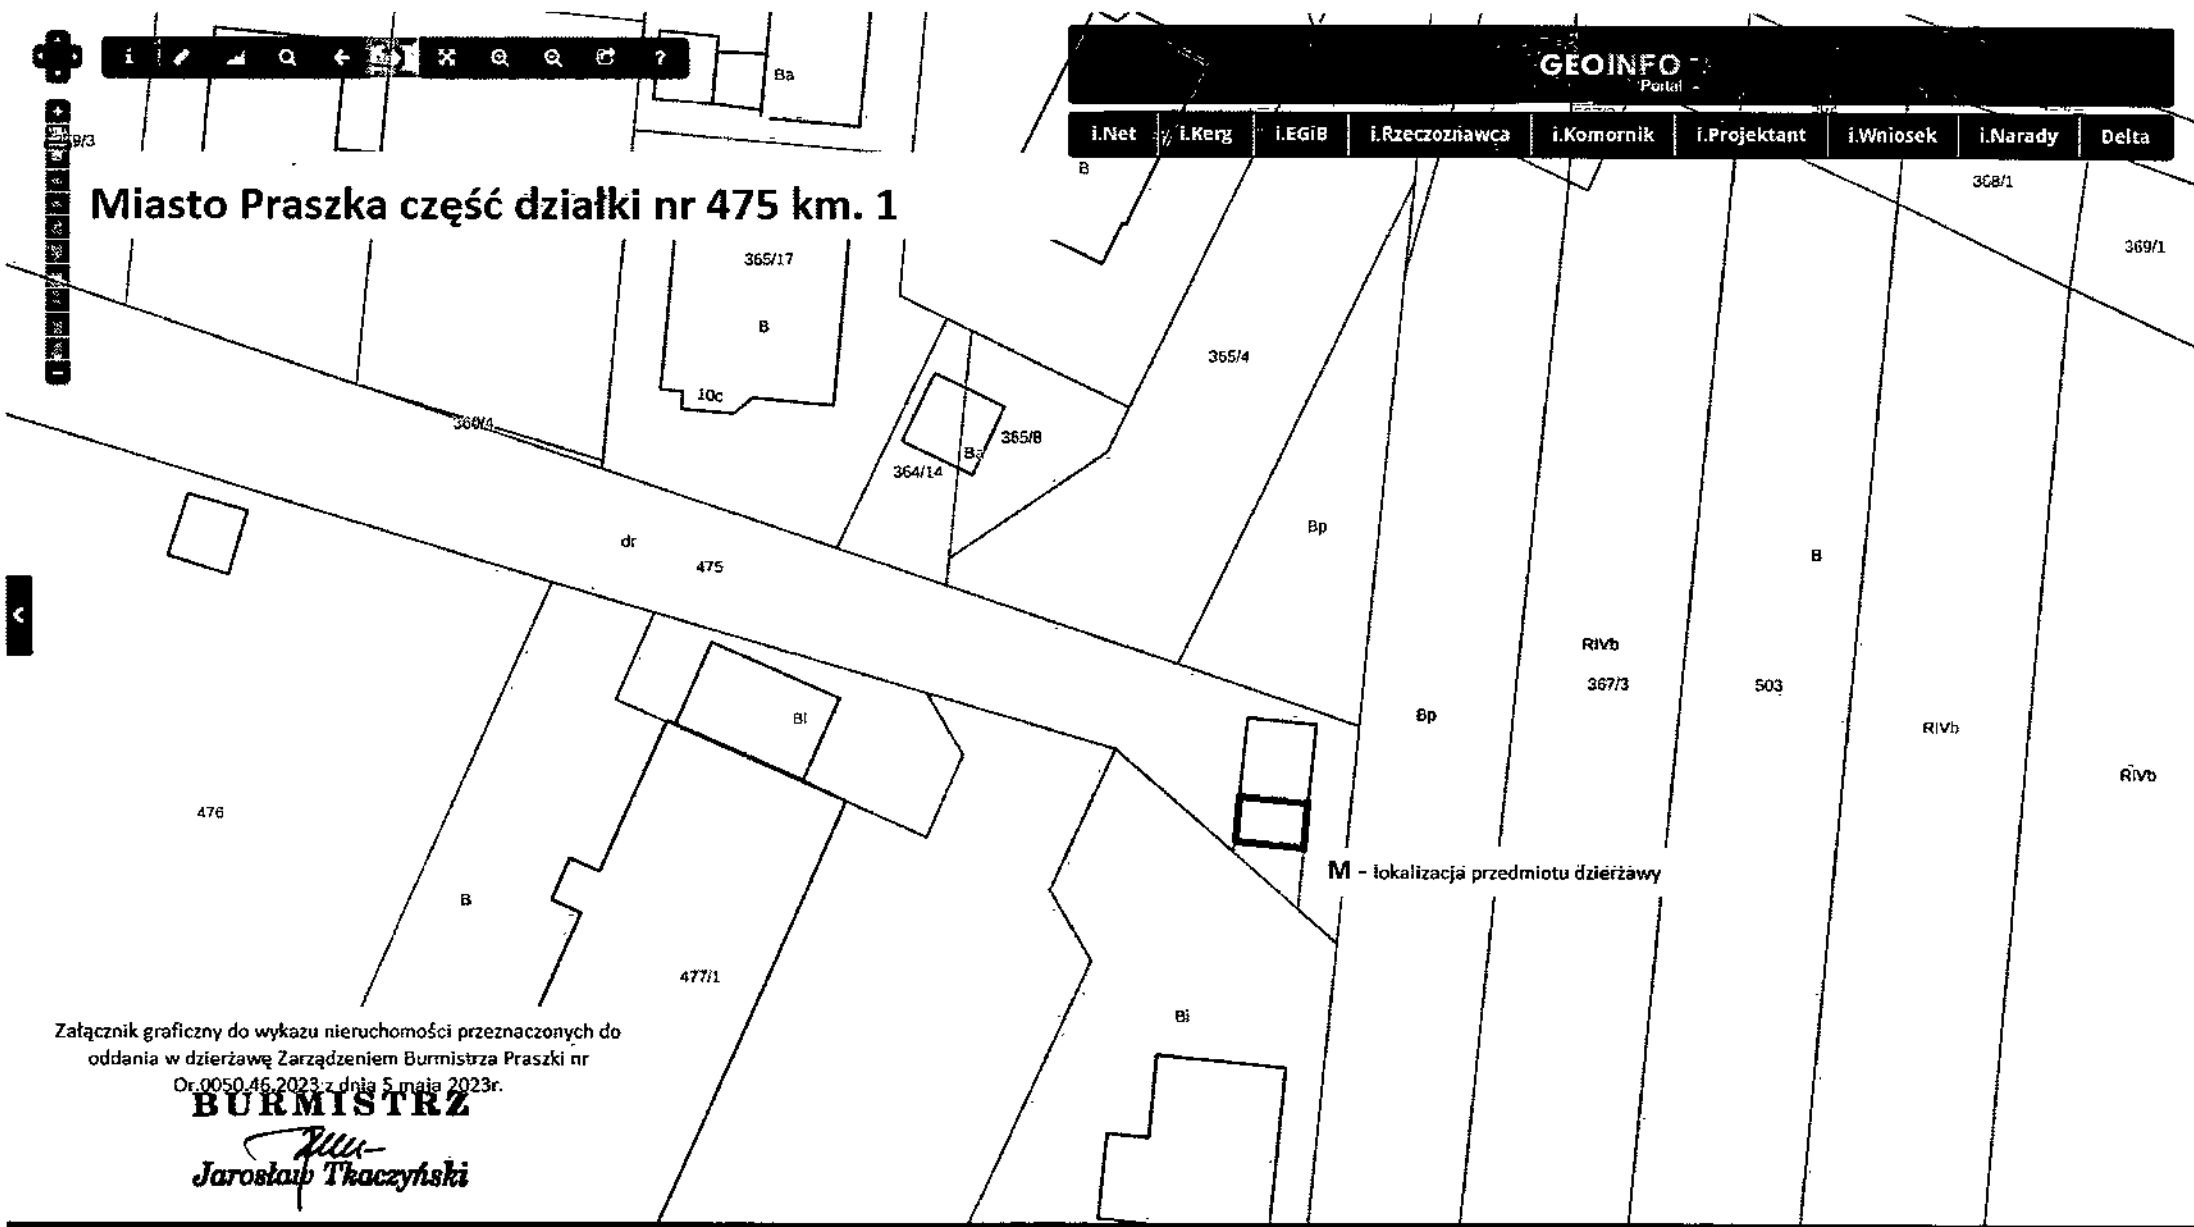 GEOINFO
Portal
i.Net i.Kerg i.EGiB i.Rzeczoznawca i.Komornik i.Projektant i.Wniosek i.Narady Delta
Ba
9/3
B
368/1
369/1
Miasto Praszka część działki nr 475 km. 1
365/17
B
10c
360/4
365/4
365/8
Ba
364/14
Bp
dr
475
B
RIVb
367/3
503
Bp
Bi
RIVb
RIVb
476
M - lokalizacja przedmiotu dzierżawy
B
477/1
Bi
Załącznik graficzny do wykazu nieruchomości przeznaczonych do
oddania w dzierżawę Zarządzeniem Burmistrza Praszki nr
Or.0050.46.2023 z dnia 5 maja 2023r.
BURMISTRZ
Jarosław Tkaczyński